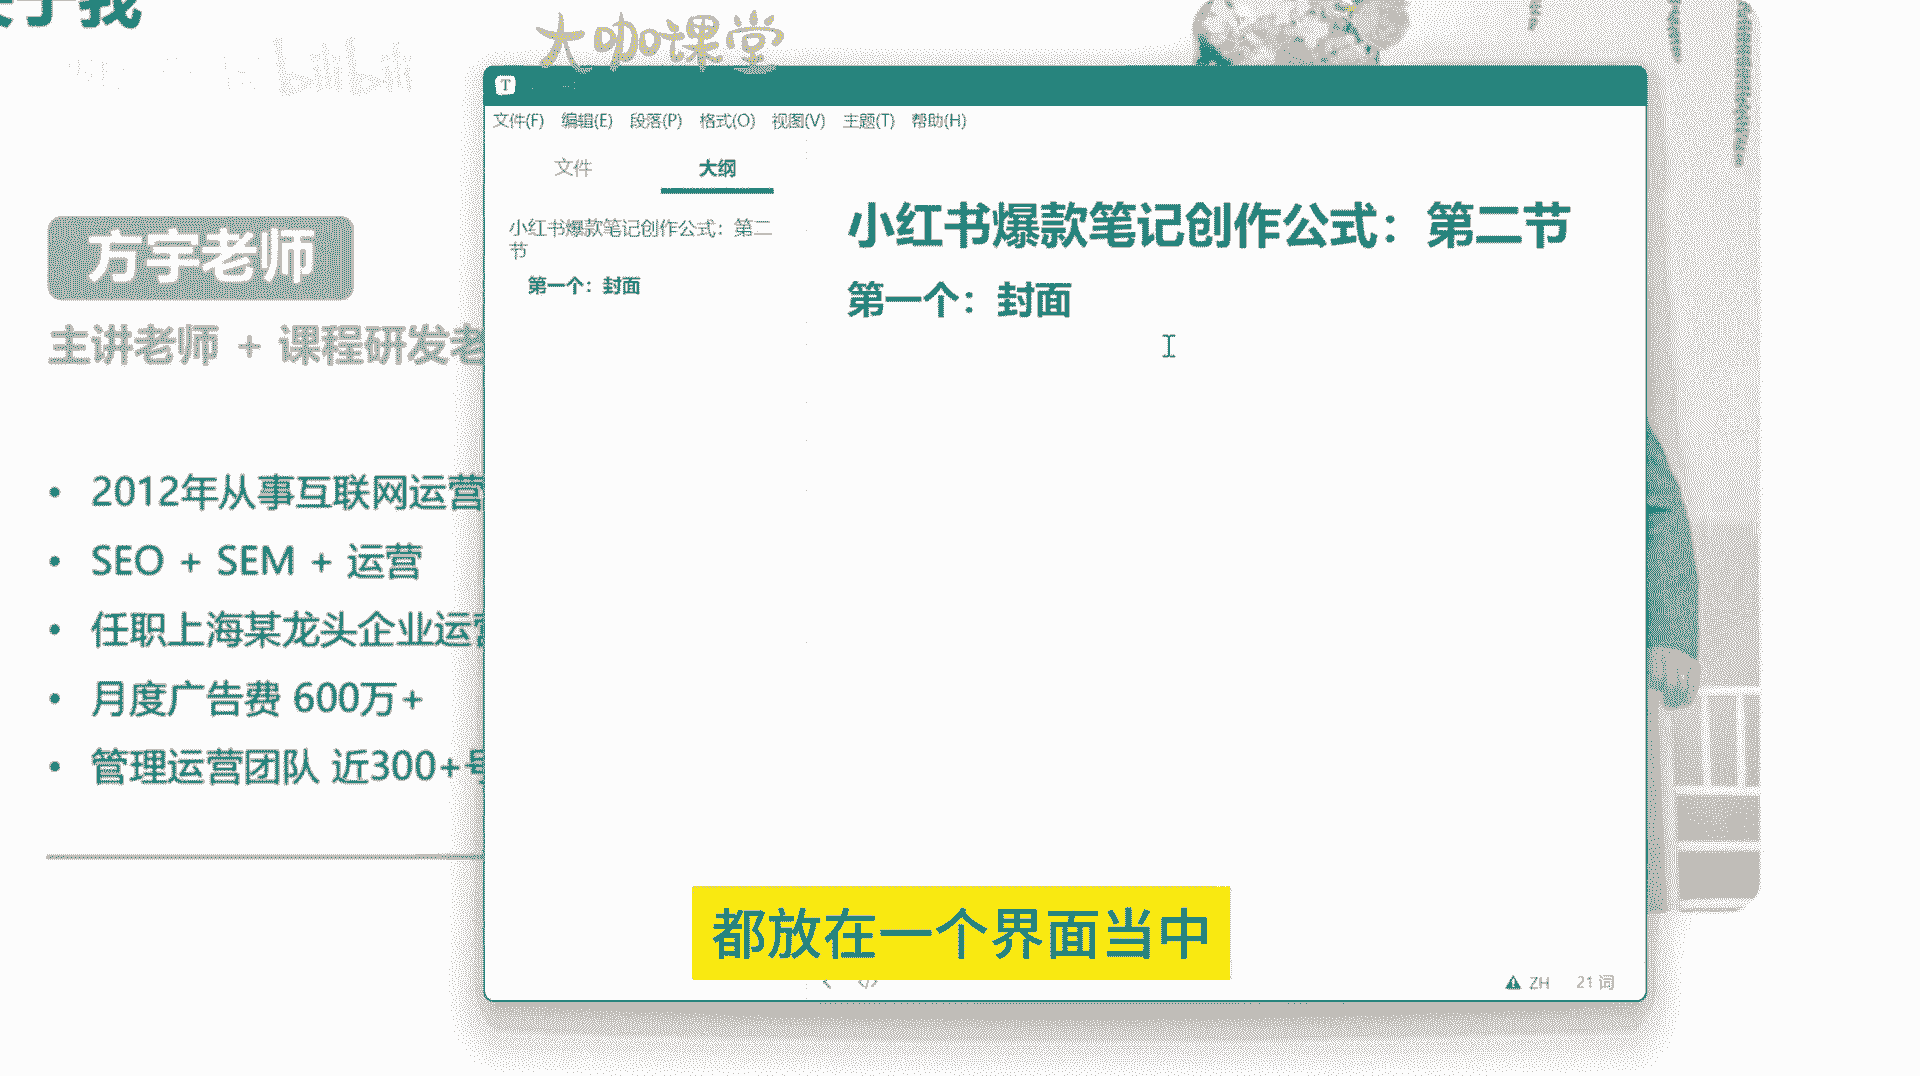 关于我
大咖课堂
bilibili
T
文件(F) 编辑(E) 段落(P) 格式(O) 视图(V) 主题(T) 帮助(H)
文件 大纲
小红书爆款笔记创作公式：第二
节
第一个：封面
小红书爆款笔记创作公式：第二节
第一个：封面
方宇老师
主讲老师 + 课程研发老
• 2012年从事互联网运营
• SEO + SEM + 运营
• 任职上海某龙头企业运营
• 月度广告费 600万+
• 管理运营团队 近300+号
都放在一个界面当中
ZH 21 词